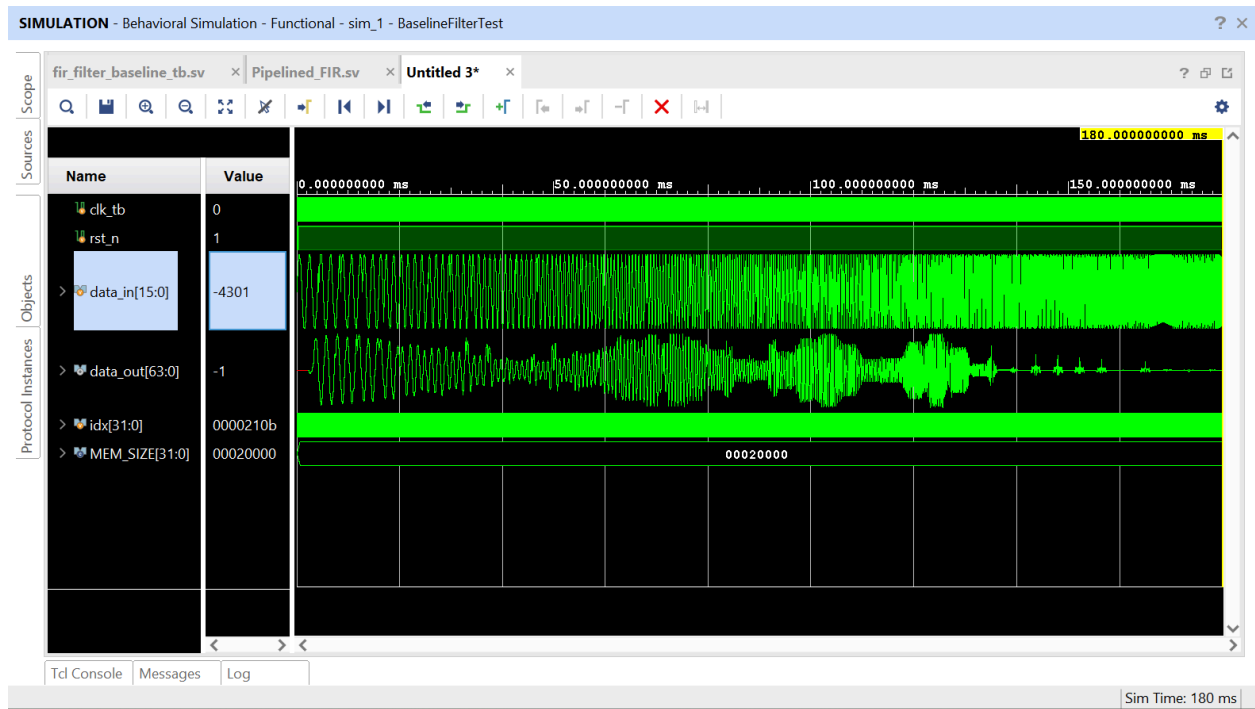 SIMULATION - Behavioral Simulation - Functional - sim_1 - BaselineFilterTest
fir_filter_baseline_tb.sv
Pipelined_FIR.sv
Untitled 3*
Scope
Sources
Objects
Protocol Instances
180.000000000 ms
Name Value
0.000000000 ms 50.000000000 ms 100.000000000 ms 150.000000000 ms
clk_tb 0
rst_n 1
data_in[15:0] -4301
data_out[63:0] -1
idx[31:0] 0000210b
MEM_SIZE[31:0] 00020000 00020000
Tcl Console Messages Log
Sim Time: 180 ms